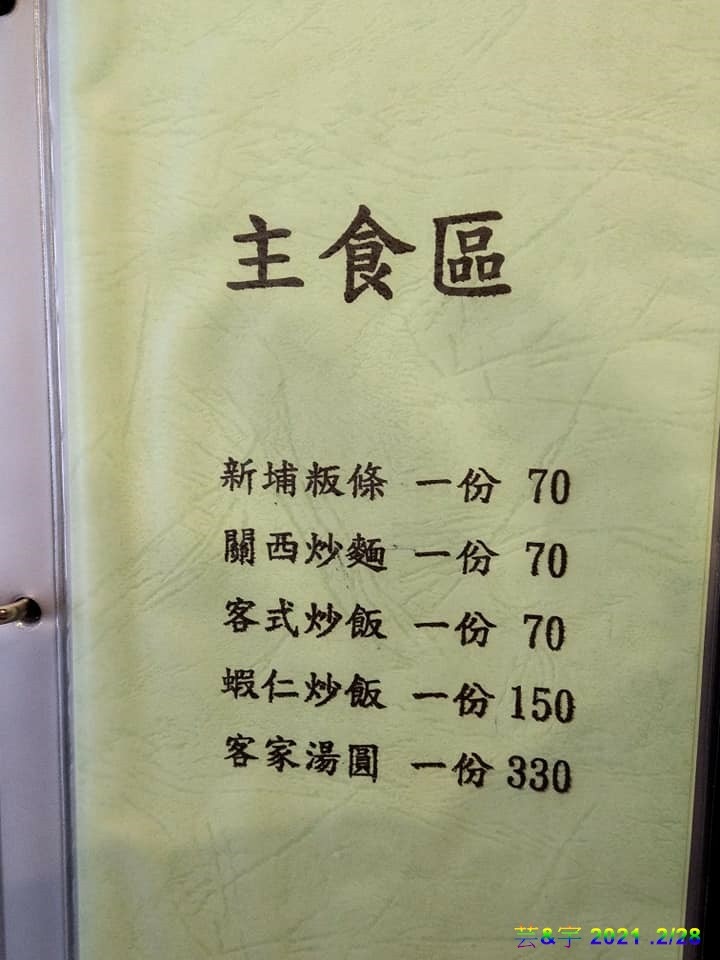 主食區
新埔粄條 一份 70
關西炒麵 一份 70
客式炒飯 一份 70
蝦仁炒飯 一份 150
客家湯圓 一份 330
芸&宇 2021 .2/28